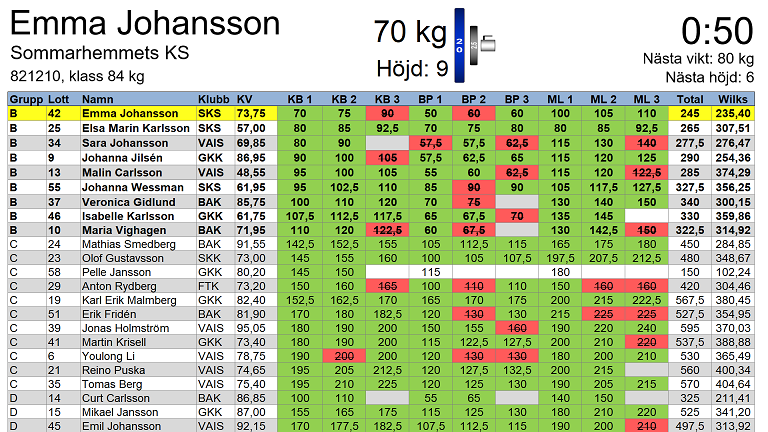 Emma Johansson
Sommarhemmets KS
821210, klass 84 kg
70 kg
Höjd: 9
20
2.5
0:50
Nästa vikt: 80 kg
Nästa höjd: 6
Grupp Lott Namn Klubb KV KB 1 KB 2 KB 3 BP 1 BP 2 BP 3 ML 1 ML 2 ML 3 Total Wilks
B 42 Emma Johansson SKS 73,75 70 75 90 50 60 60 100 105 110 245 235,40
B 25 Elsa Marin Karlsson SKS 57,00 80 85 92,5 70 75 80 80 85 92,5 265 307,51
B 34 Sara Johansson VAIS 69,85 80 90 57,5 57,5 62,5 115 130 140 277,5 276,47
B 9 Johanna Jilsén GKK 86,95 90 100 105 57,5 62,5 65 115 120 125 290 254,36
B 13 Malin Carlsson VAIS 48,55 95 100 105 55 60 62,5 115 115 122,5 285 374,29
B 55 Johanna Wessman SKS 61,95 95 102,5 110 85 90 90 105 117,5 127,5 327,5 356,25
B 37 Veronica Gidlund BAK 85,75 100 110 120 70 75 130 140 150 340 300,15
B 46 Isabelle Karlsson GKK 61,75 107,5 112,5 117,5 65 67,5 70 135 145 330 359,86
B 10 Maria Vighagen BAK 71,95 110 120 122,5 60 67,5 130 142,5 150 322,5 314,92
C 24 Mathias Smedberg VAIS 91,55 142,5 152,5 155 105 112,5 115 165 175 180 450 284,85
C 23 Olof Gustavsson SKK 73,00 145 155 160 100 105 107,5 197,5 207,5 212,5 480 348,67
C 58 Pelle Jansson GKK 80,20 145 150 115 180 150 102,24
C 29 Anton Rydberg FTK 73,20 150 160 165 100 110 110 150 160 160 420 304,46
C 19 Karl Erik Malmberg GKK 82,40 152,5 162,5 170 165 170 175 200 215 222,5 567,5 380,45
C 51 Erik Fridén BAK 81,90 170 180 182,5 120 130 130 215 225 225 527,5 354,95
C 39 Jonas Holmström VAIS 95,05 180 190 200 150 155 160 190 220 240 595 370,03
C 41 Martin Krisell GKK 73,40 180 190 200 115 122,5 127,5 200 210 220 537,5 388,88
C 6 Youlong Li VAIS 78,75 190 200 200 120 130 130 180 200 210 530 365,49
C 21 Reino Puska VAIS 74,65 195 205 212,5 120 127,5 132,5 200 215 560 400,34
C 35 Tomas Berg VAIS 75,40 195 210 225 120 125 130 190 205 215 570 404,64
D 14 Curt Carlsson BAK 86,85 100 110 55 65 140 150 325 211,41
D 15 Mikael Jansson GKK 87,00 155 165 175 115 125 130 180 210 220 525 341,20
D 45 Emil Johansson VAIS 92,15 170 177,5 182,5 107,5 112,5 115 190 200 210 497,5 313,92